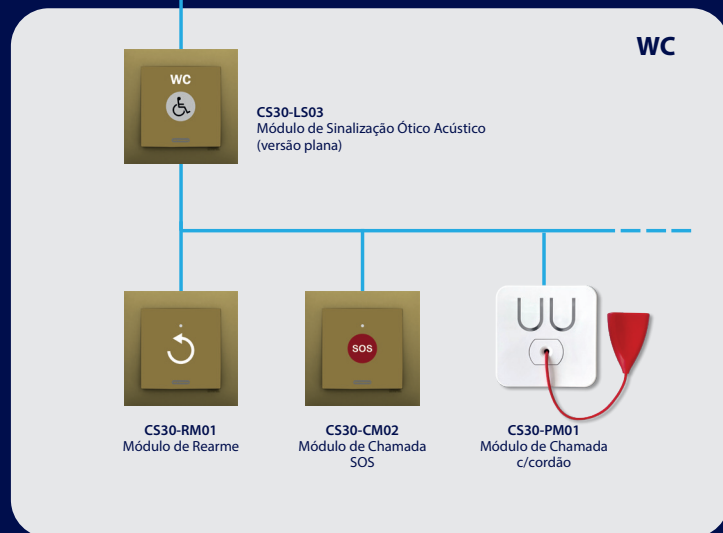 WC
WC
CS30-LS03
Módulo de Sinalização Ótico Acústico
(versão plana)
SOS
CS30-RM01
Módulo de Rearme
CS30-CM02
Módulo de Chamada
SOS
CS30-PM01
Módulo de Chamada
c/cordão